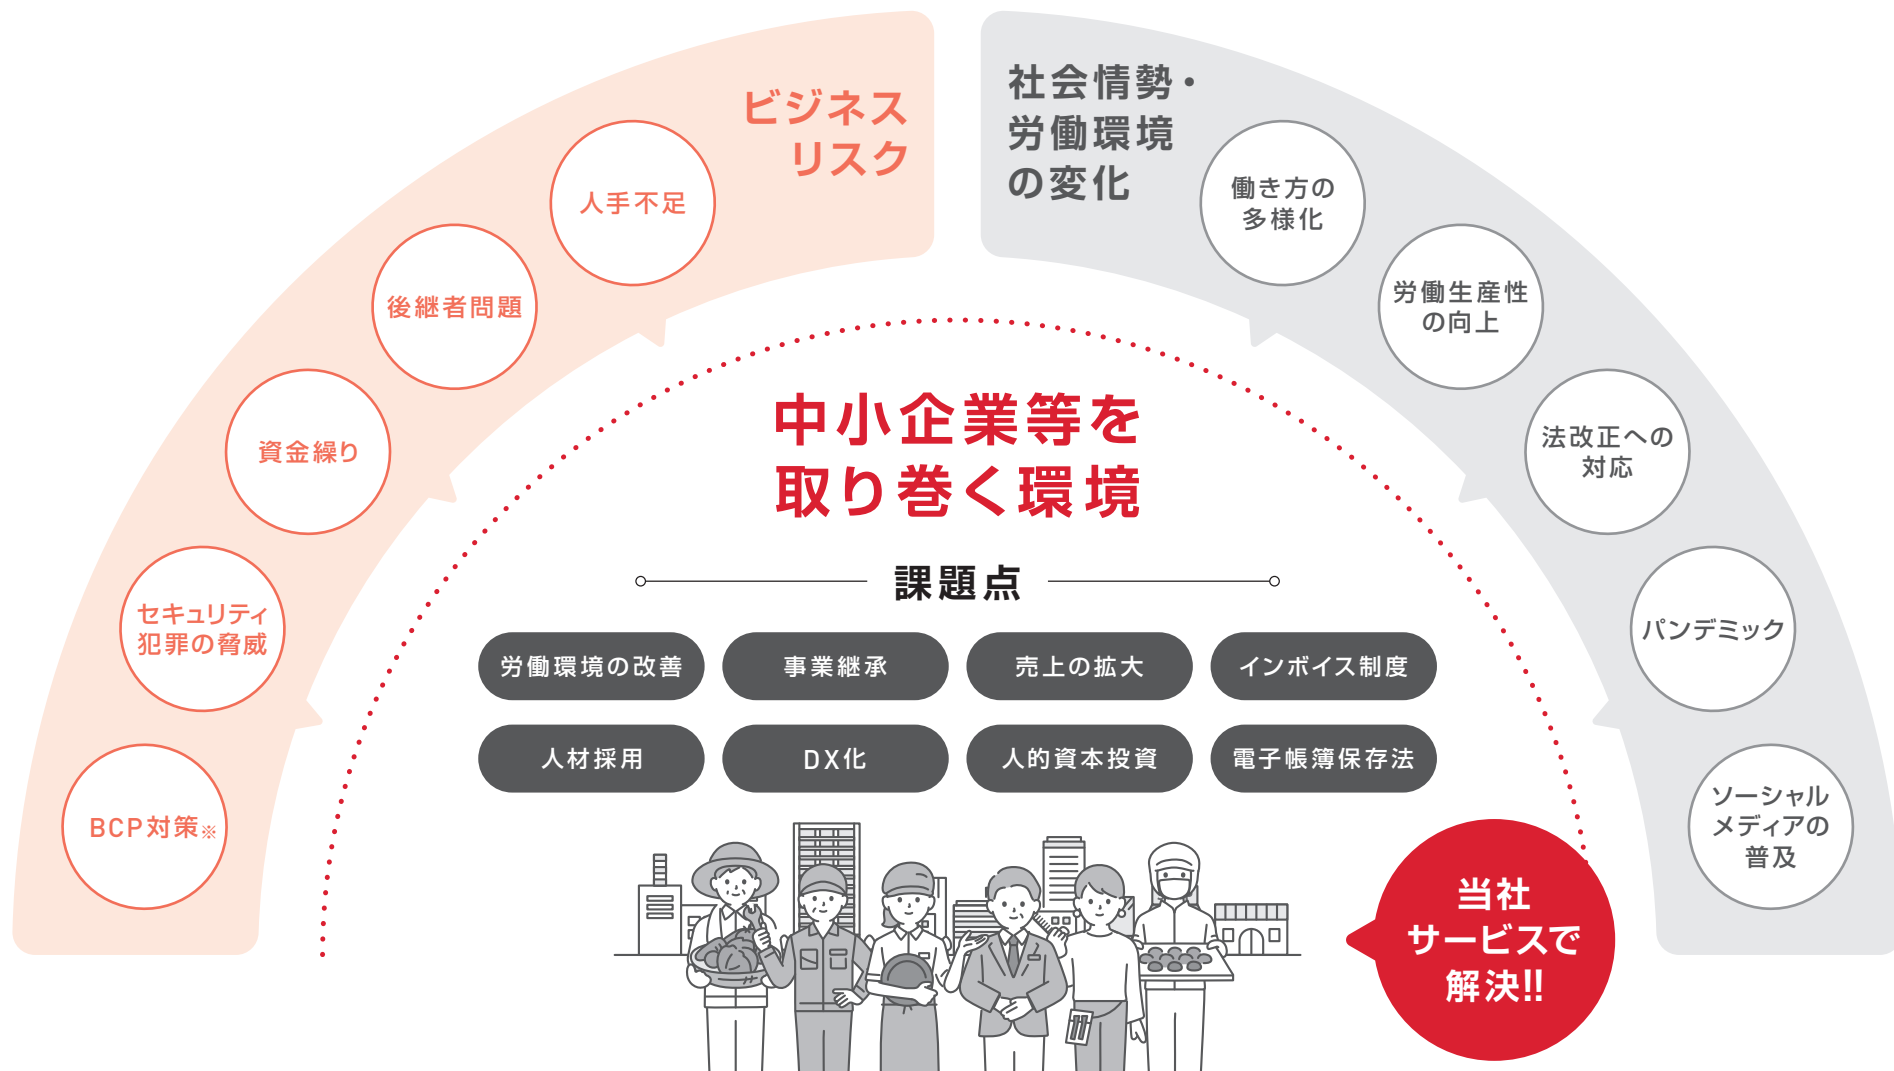 ビジネス
リスク
人手不足
後継者問題
資金繰り
セキュリティ
犯罪の脅威
BCP対策※
社会情勢・
労働環境
の変化
働き方の
多様化
労働生産性
の向上
法改正への
対応
パンデミック
ソーシャル
メディアの
普及
中小企業等を
取り巻く環境
課題点
労働環境の改善
事業継承
売上の拡大
インボイス制度
人材採用
DX化
人的資本投資
電子帳簿保存法
当社
サービスで
解決!!